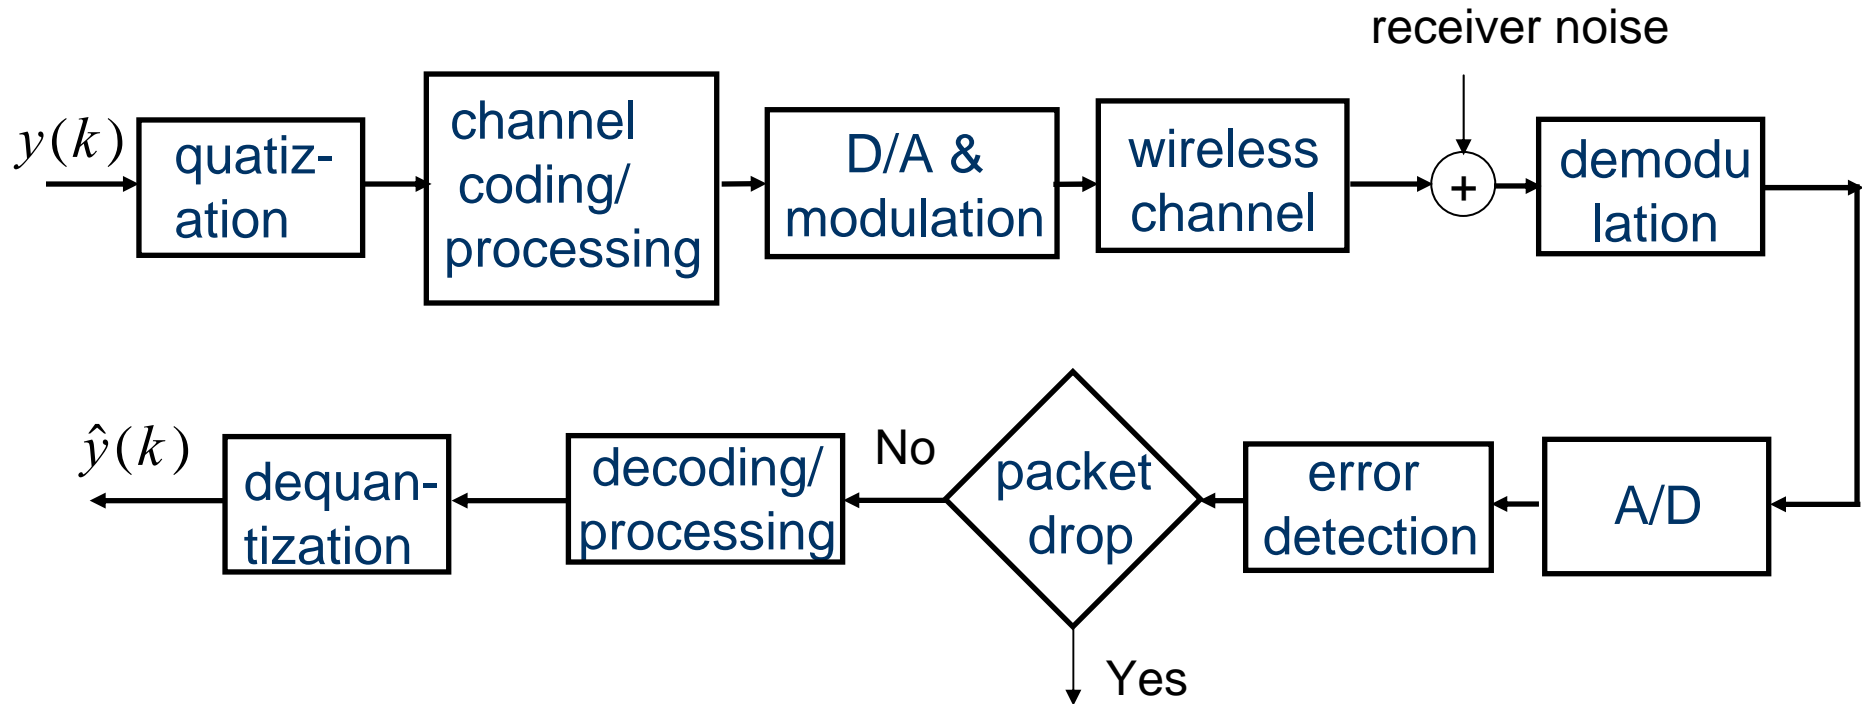 receiver noise
y(k)
quatiz-
ation
channel
coding/
processing
D/A &
modulation
wireless
channel
+
demodu
lation
A/D
error
detection
packet
drop
No
Yes
decoding/
processing
dequan-
tization
ŷ(k)